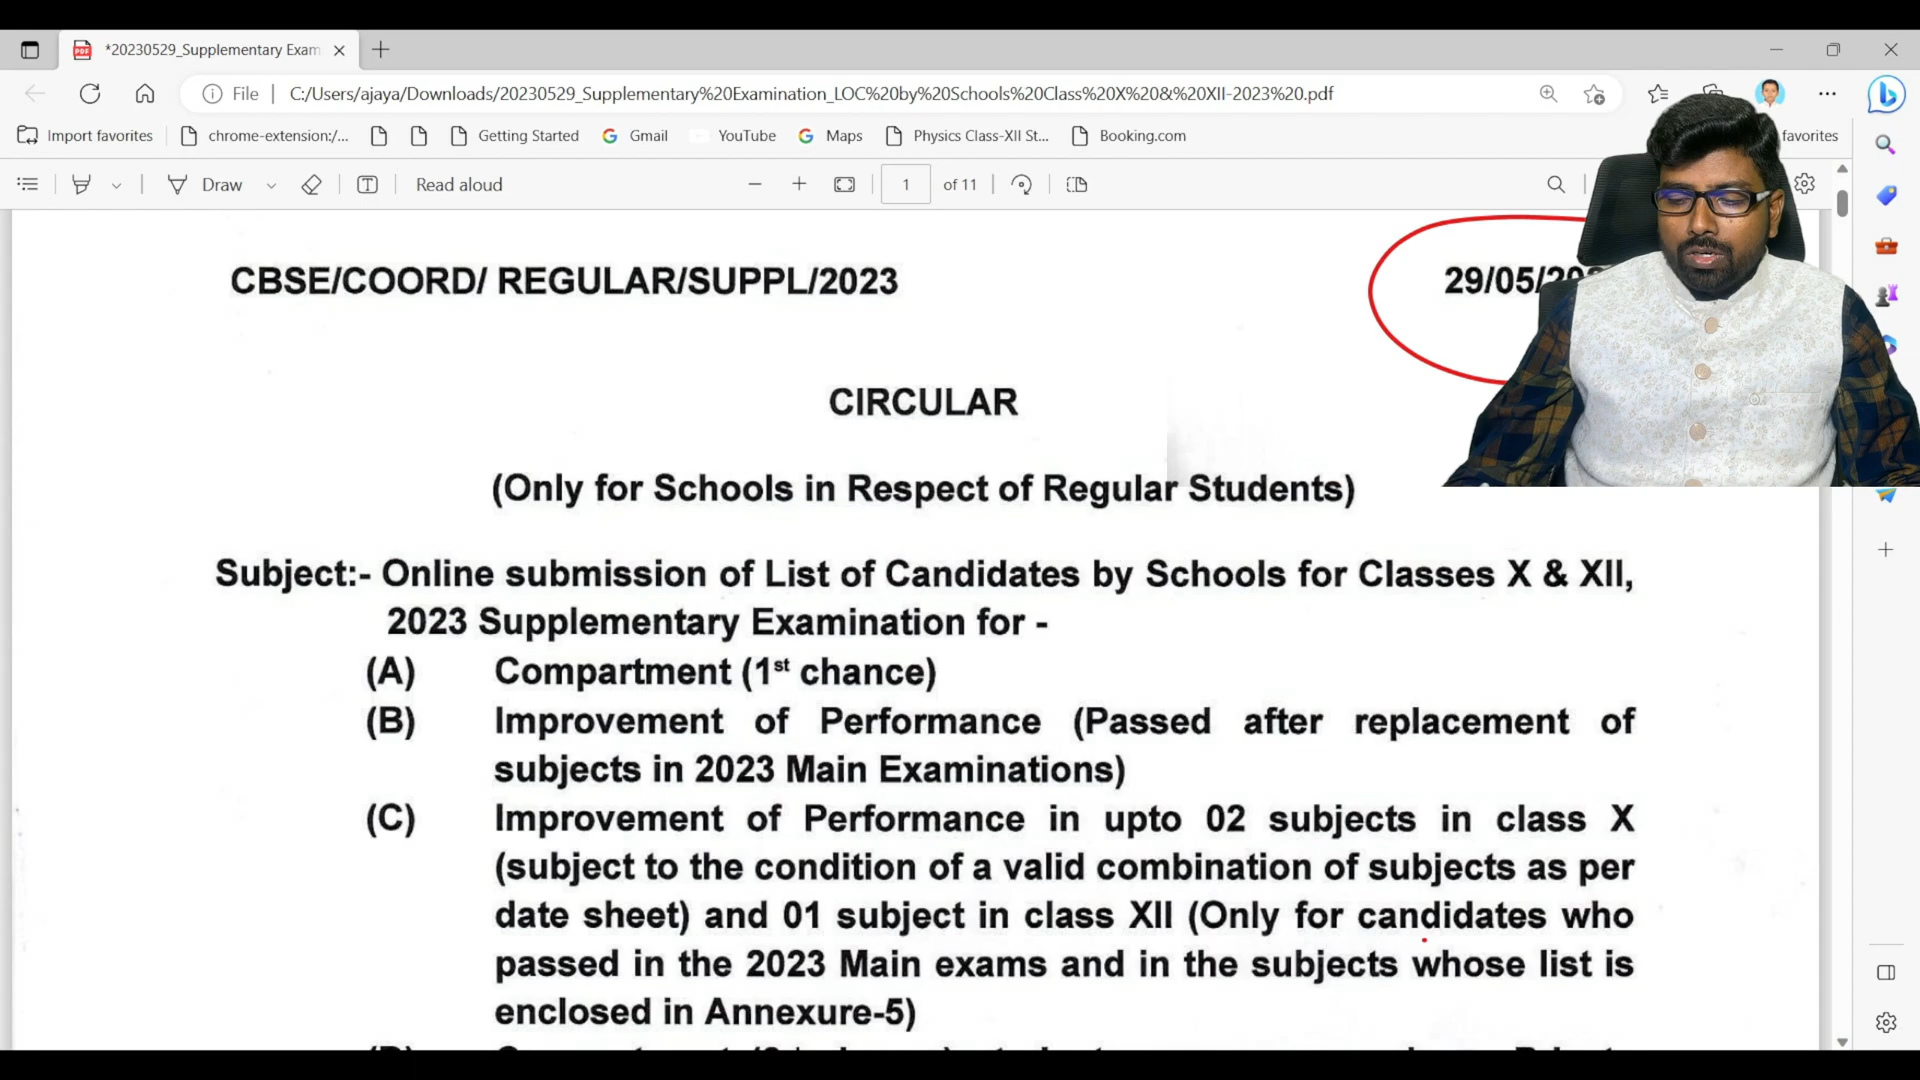 *20230529_Supplementary Exam
File
C:/Users/ajaya/Downloads/20230529_Supplementary%20Examination_LOC%20by%20Schools%20Class%20X%20&%20XII-2023%20.pdf
Import favorites
chrome-extension:/...
Getting Started
Gmail
YouTube
Maps
Physics Class-XII St...
Booking.com
favorites
Draw
Read aloud
1 of 11
CBSE/COORD/ REGULAR/SUPPL/2023
29/05/
CIRCULAR
(Only for Schools in Respect of Regular Students)
Subject:- Online submission of List of Candidates by Schools for Classes X & XII,
2023 Supplementary Examination for -
(A) Compartment (1st chance)
(B) Improvement of Performance (Passed after replacement of
subjects in 2023 Main Examinations)
(C) Improvement of Performance in upto 02 subjects in class X
(subject to the condition of a valid combination of subjects as per
date sheet) and 01 subject in class XII (Only for candidates who
passed in the 2023 Main exams and in the subjects whose list is
enclosed in Annexure-5)